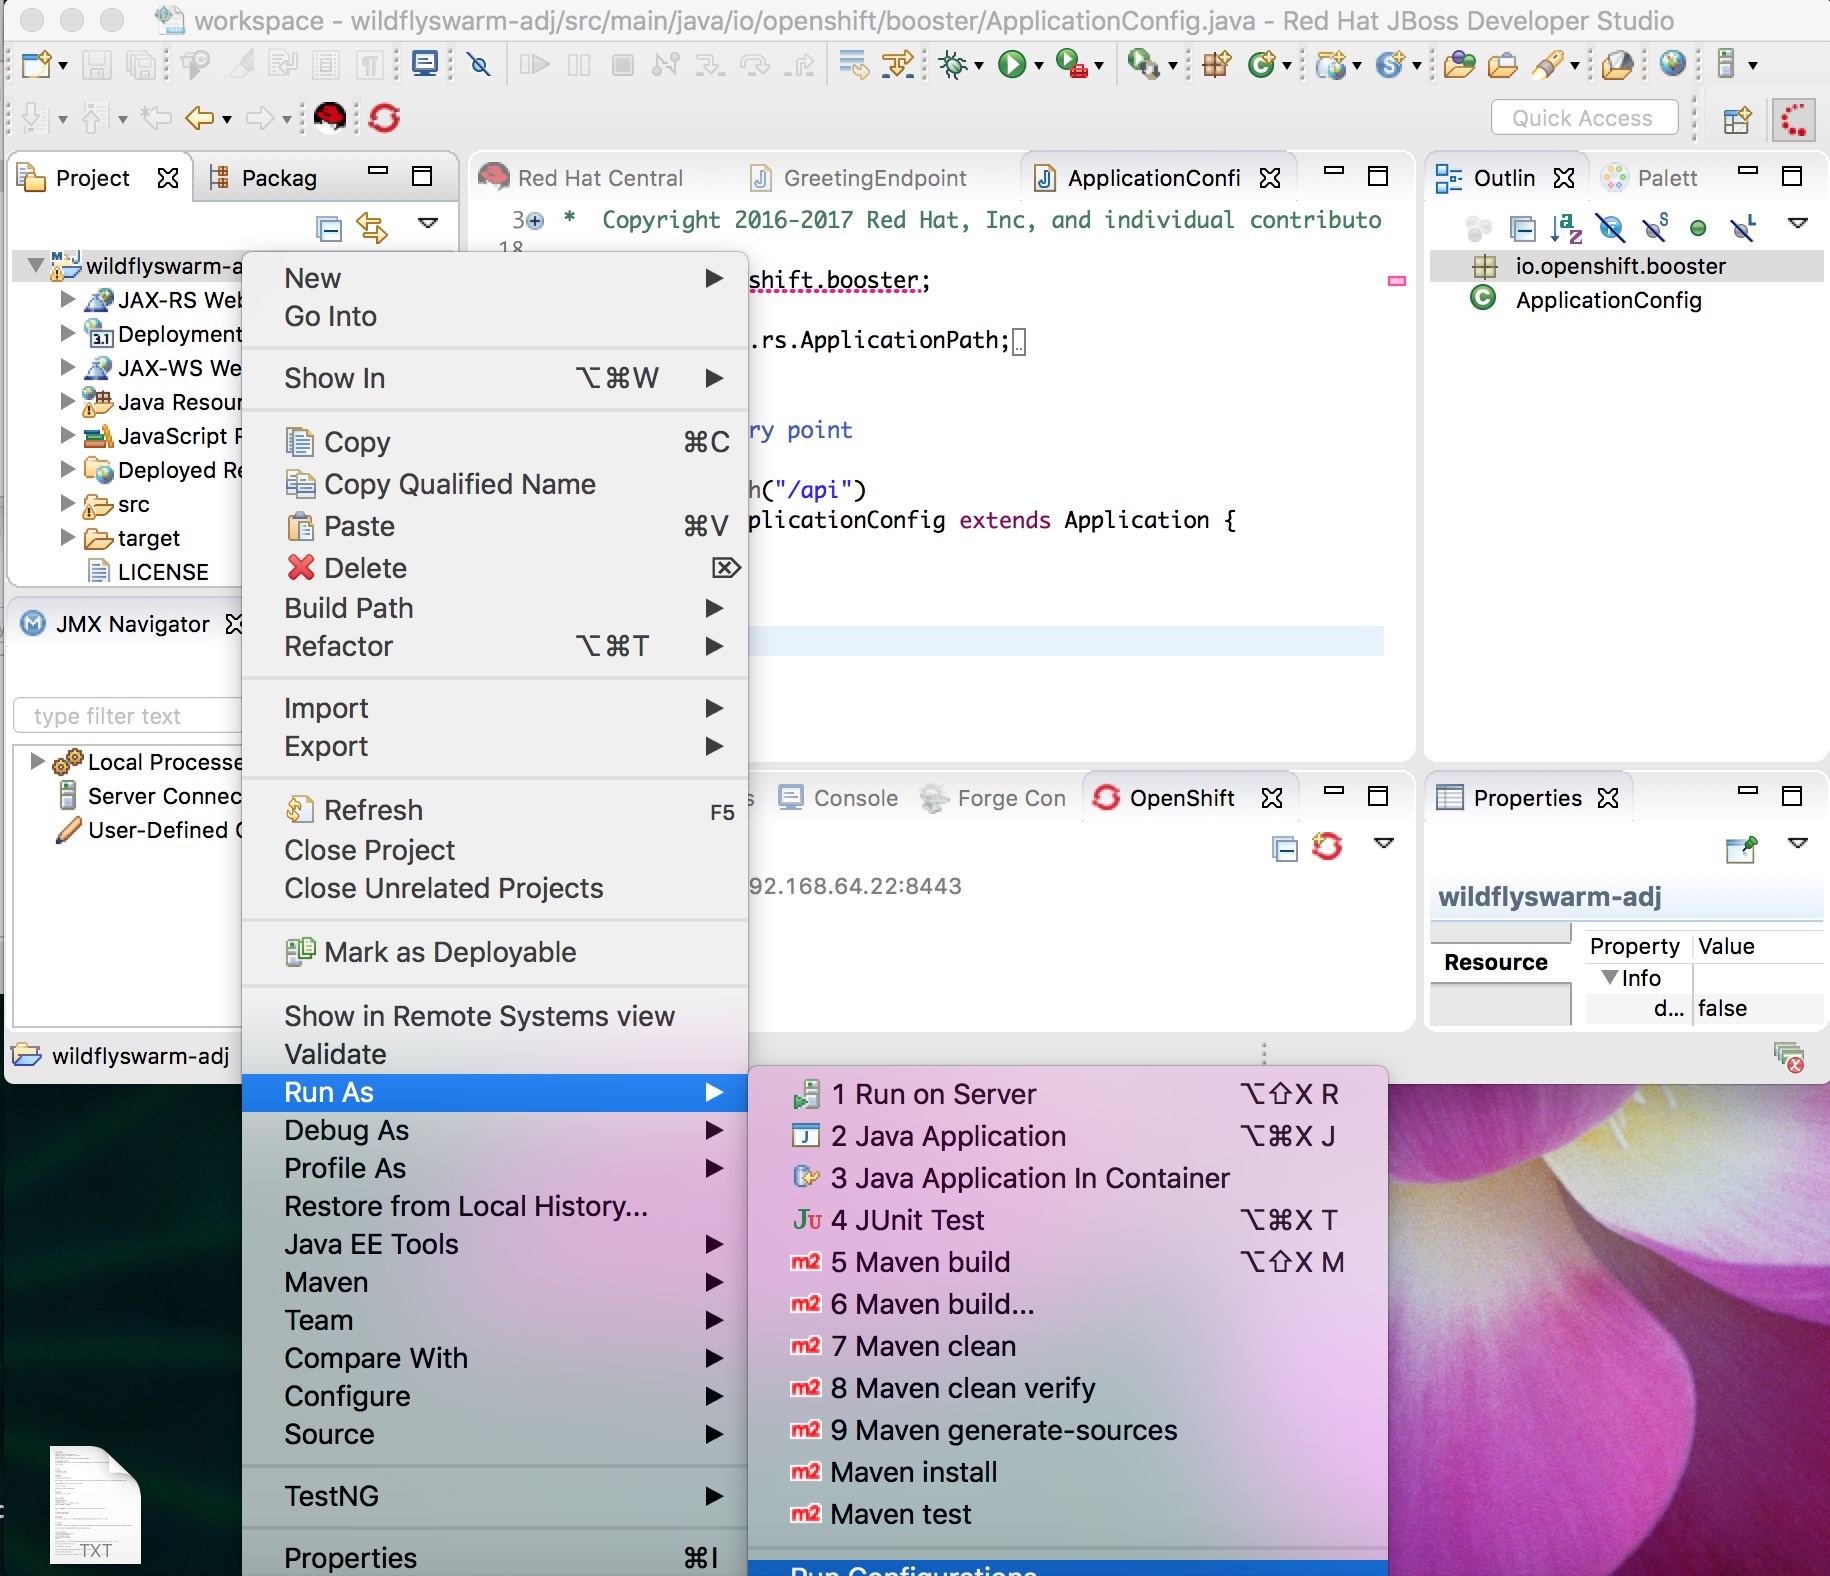 workspace - wildflyswarm-adj/src/main/java/io/openshift/booster/ApplicationConfig.java - Red Hat JBoss Developer Studio
Quick Access
Project
Packag
wildflyswarm-a
JAX-RS Web
Deployment
JAX-WS We
Java Resour
JavaScript R
Deployed Re
src
target
LICENSE
JMX Navigator
type filter text
Local Processe
Server Connec
User-Defined
wildflyswarm-adj
TXT
New
Go Into
Show In ⌥⌘W
Copy ⌘C
Copy Qualified Name
Paste ⌘V
Delete ⌦
Build Path
Refactor ⌥⌘T
Import
Export
Refresh F5
Close Project
Close Unrelated Projects
Mark as Deployable
Show in Remote Systems view
Validate
Run As
Debug As
Profile As
Restore from Local History...
Java EE Tools
Maven
Team
Compare With
Configure
Source
TestNG
Properties ⌘I
1 Run on Server ⌥⇧X R
2 Java Application ⌥⌘X J
3 Java Application In Container
4 JUnit Test ⌥⌘X T
5 Maven build ⌥⇧X M
6 Maven build...
7 Maven clean
8 Maven clean verify
9 Maven generate-sources
Maven install
Maven test
Run Configurations
Red Hat Central
GreetingEndpoint
ApplicationConfi
3 * Copyright 2016-2017 Red Hat, Inc, and individual contributo
18
shift.booster;
.rs.ApplicationPath;
ry point
h("/api")
plicationConfig extends Application {
s
Console
Forge Con
OpenShift
92.168.64.22:8443
Outlin
Palett
io.openshift.booster
ApplicationConfig
Properties
wildflyswarm-adj
Resource
Property Value
Info
d... false